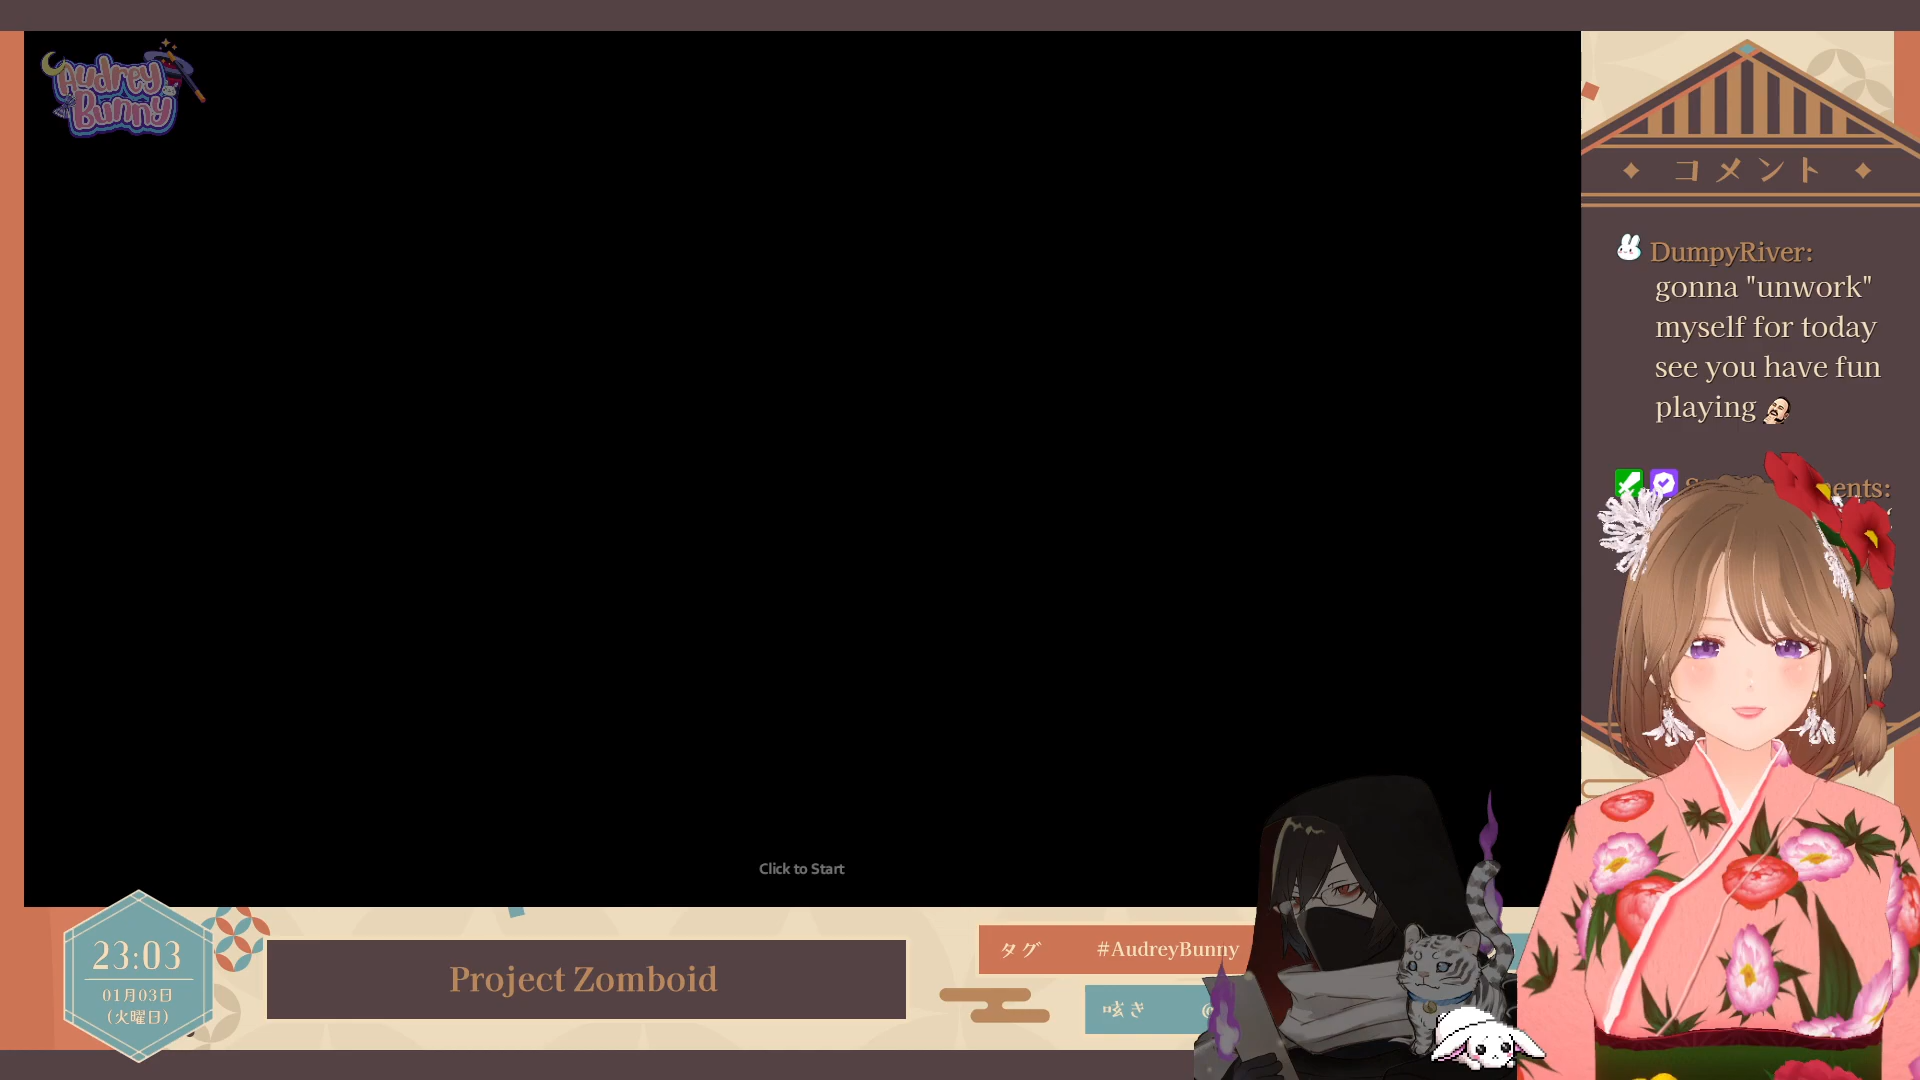 Audrey
Bunny
コメント
DumpyRiver:
gonna "unwork"
myself for today
see you have fun
playing
ents:
Click to Start
23:03
01月03日
(火曜日)
Project Zomboid
タグ #AudreyBunny
呟き @